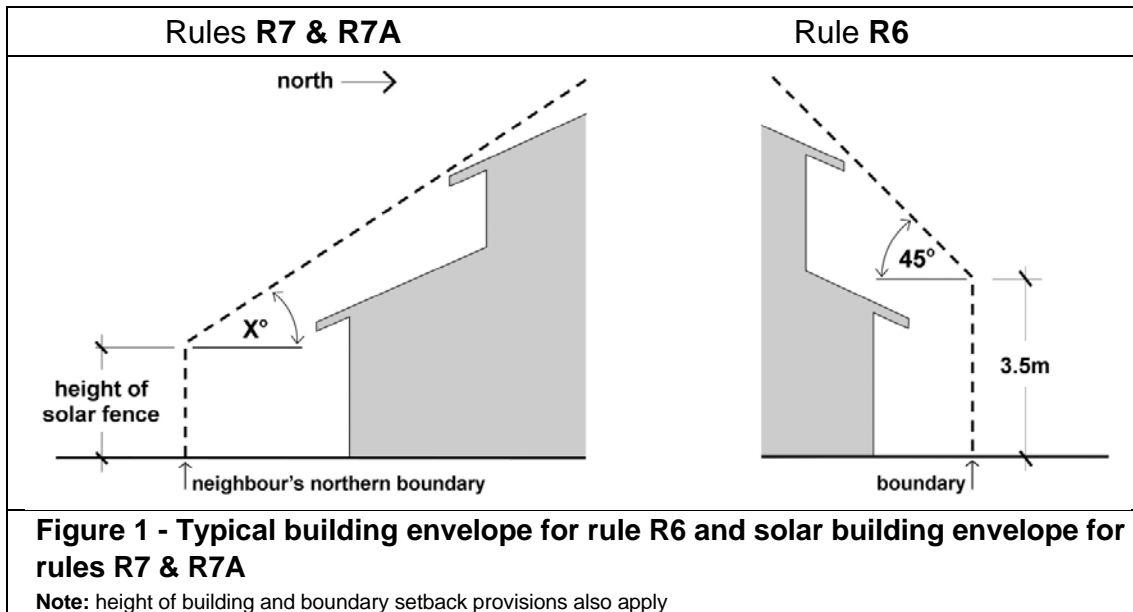 Rules R7 & R7A
Rule R6
north
X°
height of
solar fence
neighbour's northern boundary
45°
3.5m
boundary
Figure 1 - Typical building envelope for rule R6 and solar building envelope for
rules R7 & R7A
Note: height of building and boundary setback provisions also apply